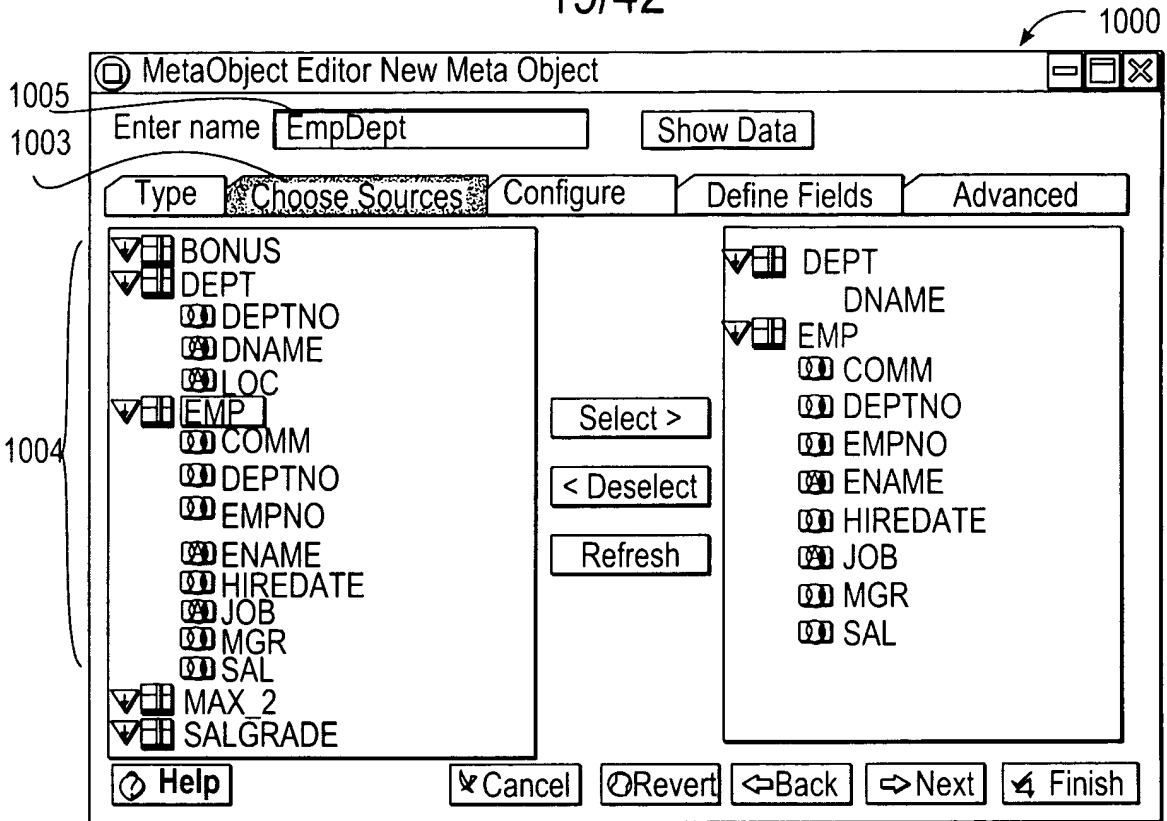 15/42
1000
MetaObject Editor New Meta Object
1005
Enter name EmpDept Show Data
1003
Type Choose Sources Configure Define Fields Advanced
BONUS
DEPT
DEPTNO
DNAME
LOC
EMP
COMM
DEPTNO
EMPNO
ENAME
HIREDATE
JOB
MGR
SAL
MAX_2
SALGRADE
1004
Select >
< Deselect
Refresh
DEPT
DNAME
EMP
COMM
DEPTNO
EMPNO
ENAME
HIREDATE
JOB
MGR
SAL
Help Cancel Revert Back Next Finish